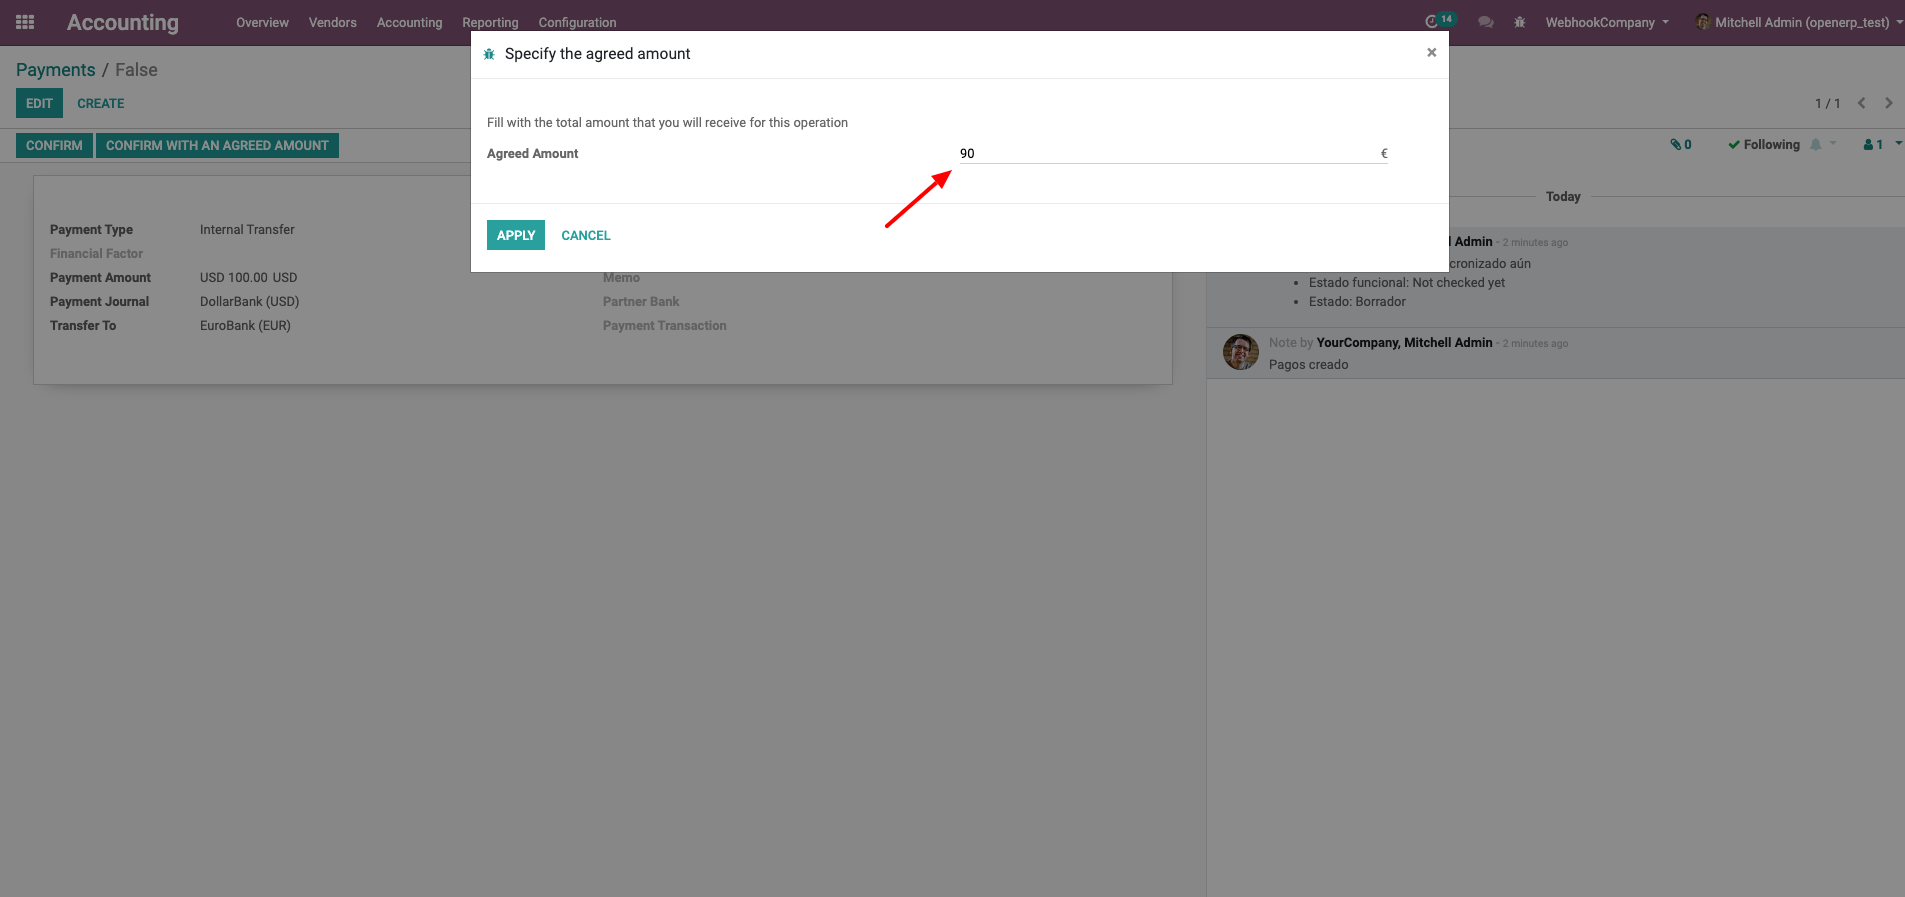 Accounting
Overview Vendors Accounting Reporting Configuration
14 WebhookCompany Mitchell Admin (openerp_test)
Payments / False
EDIT CREATE
1 / 1
CONFIRM CONFIRM WITH AN AGREED AMOUNT
0 Following 1
Specify the agreed amount ×
Fill with the total amount that you will receive for this operation
Agreed Amount 90 €
APPLY CANCEL
Payment Type Internal Transfer
Financial Factor
Payment Amount USD 100.00 USD
Payment Journal DollarBank (USD)
Transfer To EuroBank (EUR)
Memo
Partner Bank
Payment Transaction
Today
Admin - 2 minutes ago
cronizado aún
• Estado funcional: Not checked yet
• Estado: Borrador
Note by YourCompany, Mitchell Admin - 2 minutes ago
Pagos creado